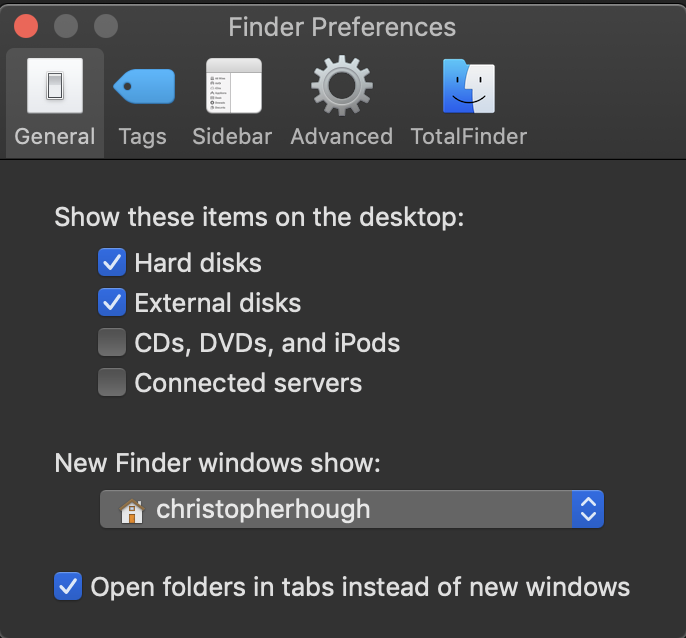 Finder Preferences
General Tags Sidebar Advanced TotalFinder
Show these items on the desktop:
Hard disks
External disks
CDs, DVDs, and iPods
Connected servers
New Finder windows show:
christopherhough
Open folders in tabs instead of new windows